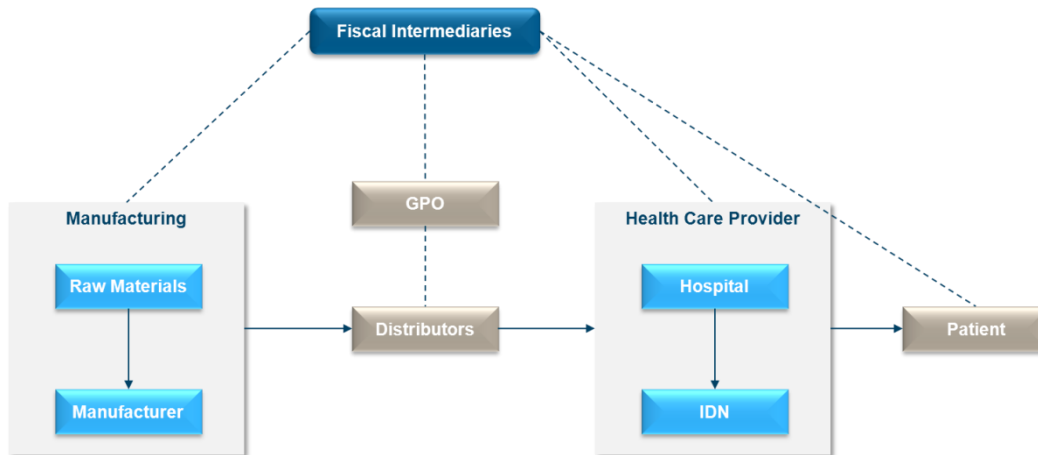 Fiscal Intermediaries
GPO
Manufacturing
Health Care Provider
Raw Materials
Hospital
Distributors
Patient
Manufacturer
IDN